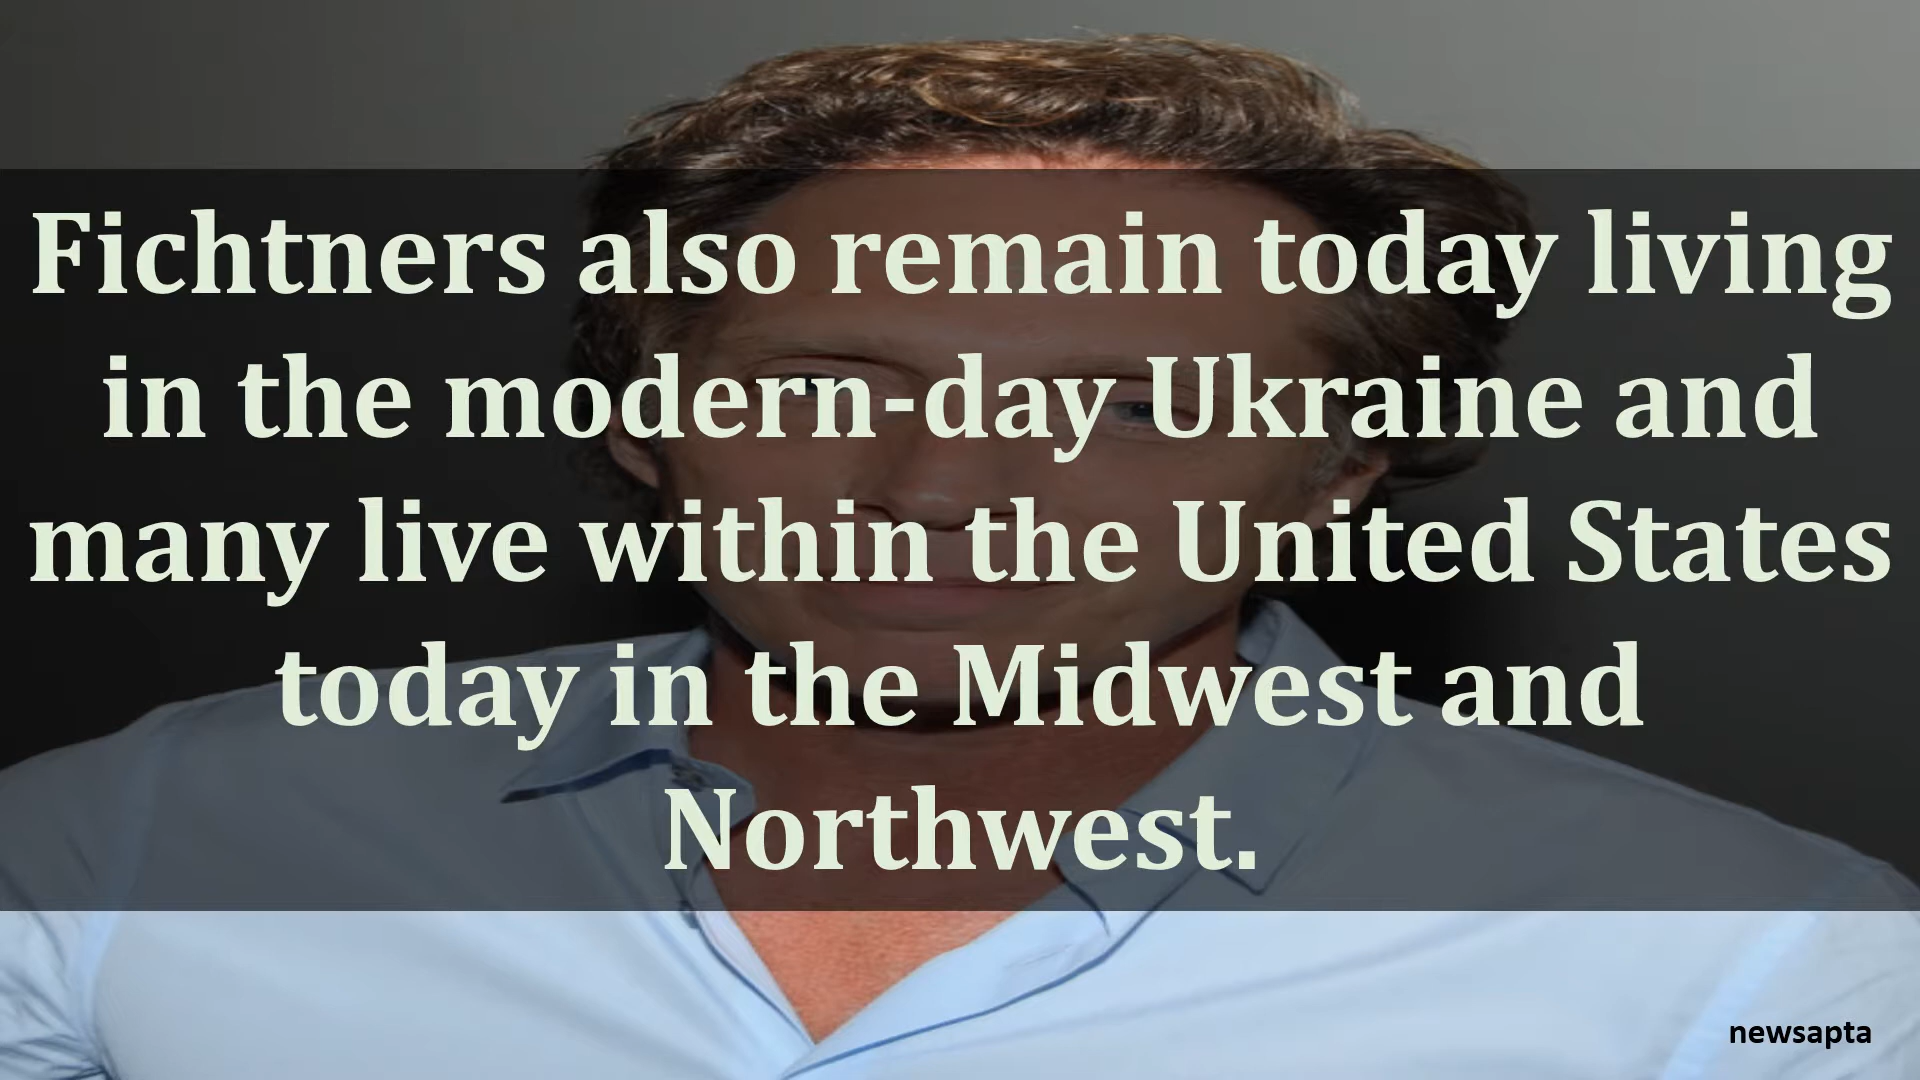 Fichtners also remain today living
in the modern-day Ukraine and
many live within the United States
today in the Midwest and
Northwest.
newsapta